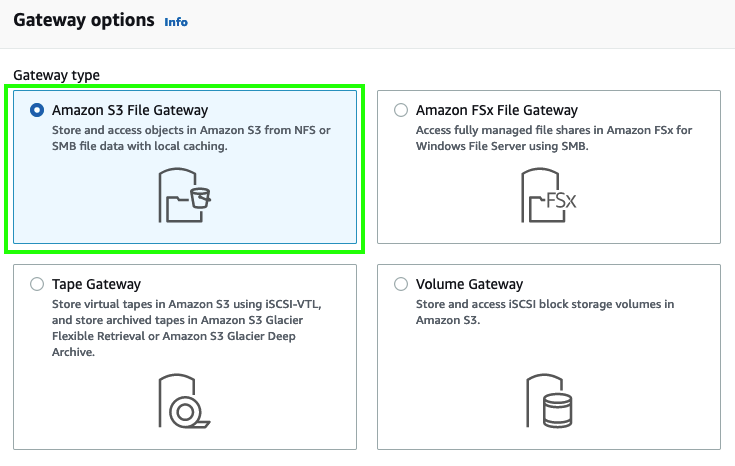 Gateway options Info
Gateway type
Amazon S3 File Gateway
Store and access objects in Amazon S3 from NFS or
SMB file data with local caching.
Amazon FSx File Gateway
Access fully managed file shares in Amazon FSx for
Windows File Server using SMB.
FSx
Tape Gateway
Store virtual tapes in Amazon S3 using iSCSI-VTL,
and store archived tapes in Amazon S3 Glacier
Flexible Retrieval or Amazon S3 Glacier Deep
Archive.
Volume Gateway
Store and access iSCSI block storage volumes in
Amazon S3.